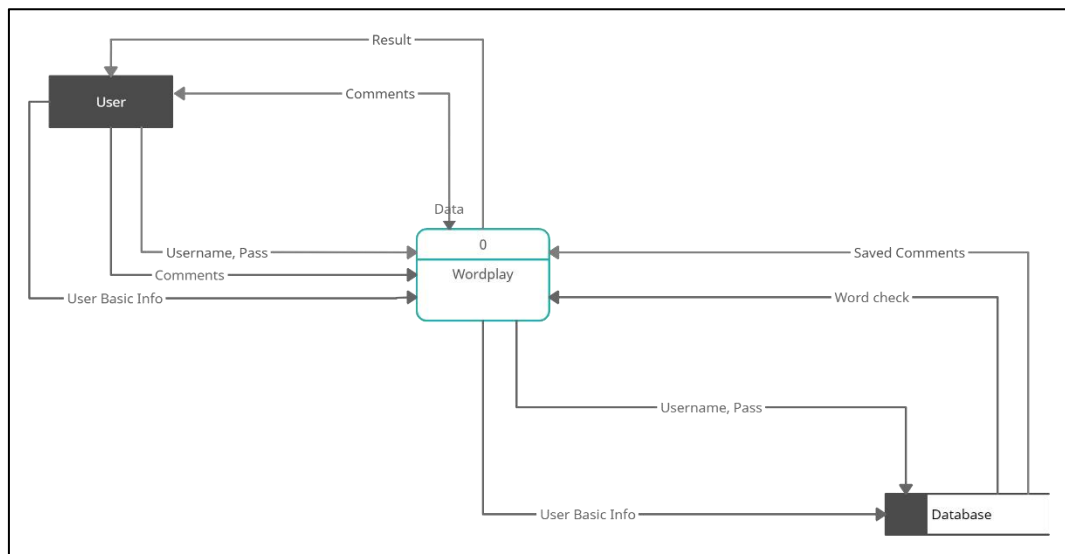 Result
User
Comments
Data
0
Username, Pass
Saved Comments
Comments
Wordplay
User Basic Info
Word check
Username, Pass
User Basic Info
Database